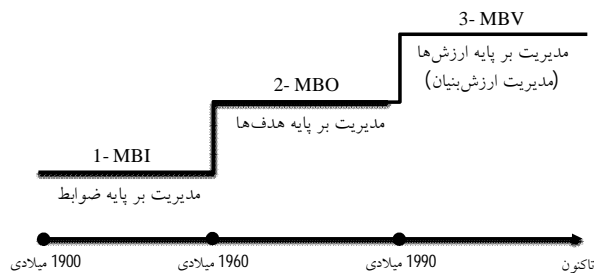 3- MBV
مدیریت بر پایه ارزش‌ها
(مدیریت ارزش‌بنیان)
2- MBO
مدیریت بر پایه هدف‌ها
1- MBI
مدیریت بر پایه ضوابط
1900 میلادی
1960 میلادی
1990 میلادی
تاکنون